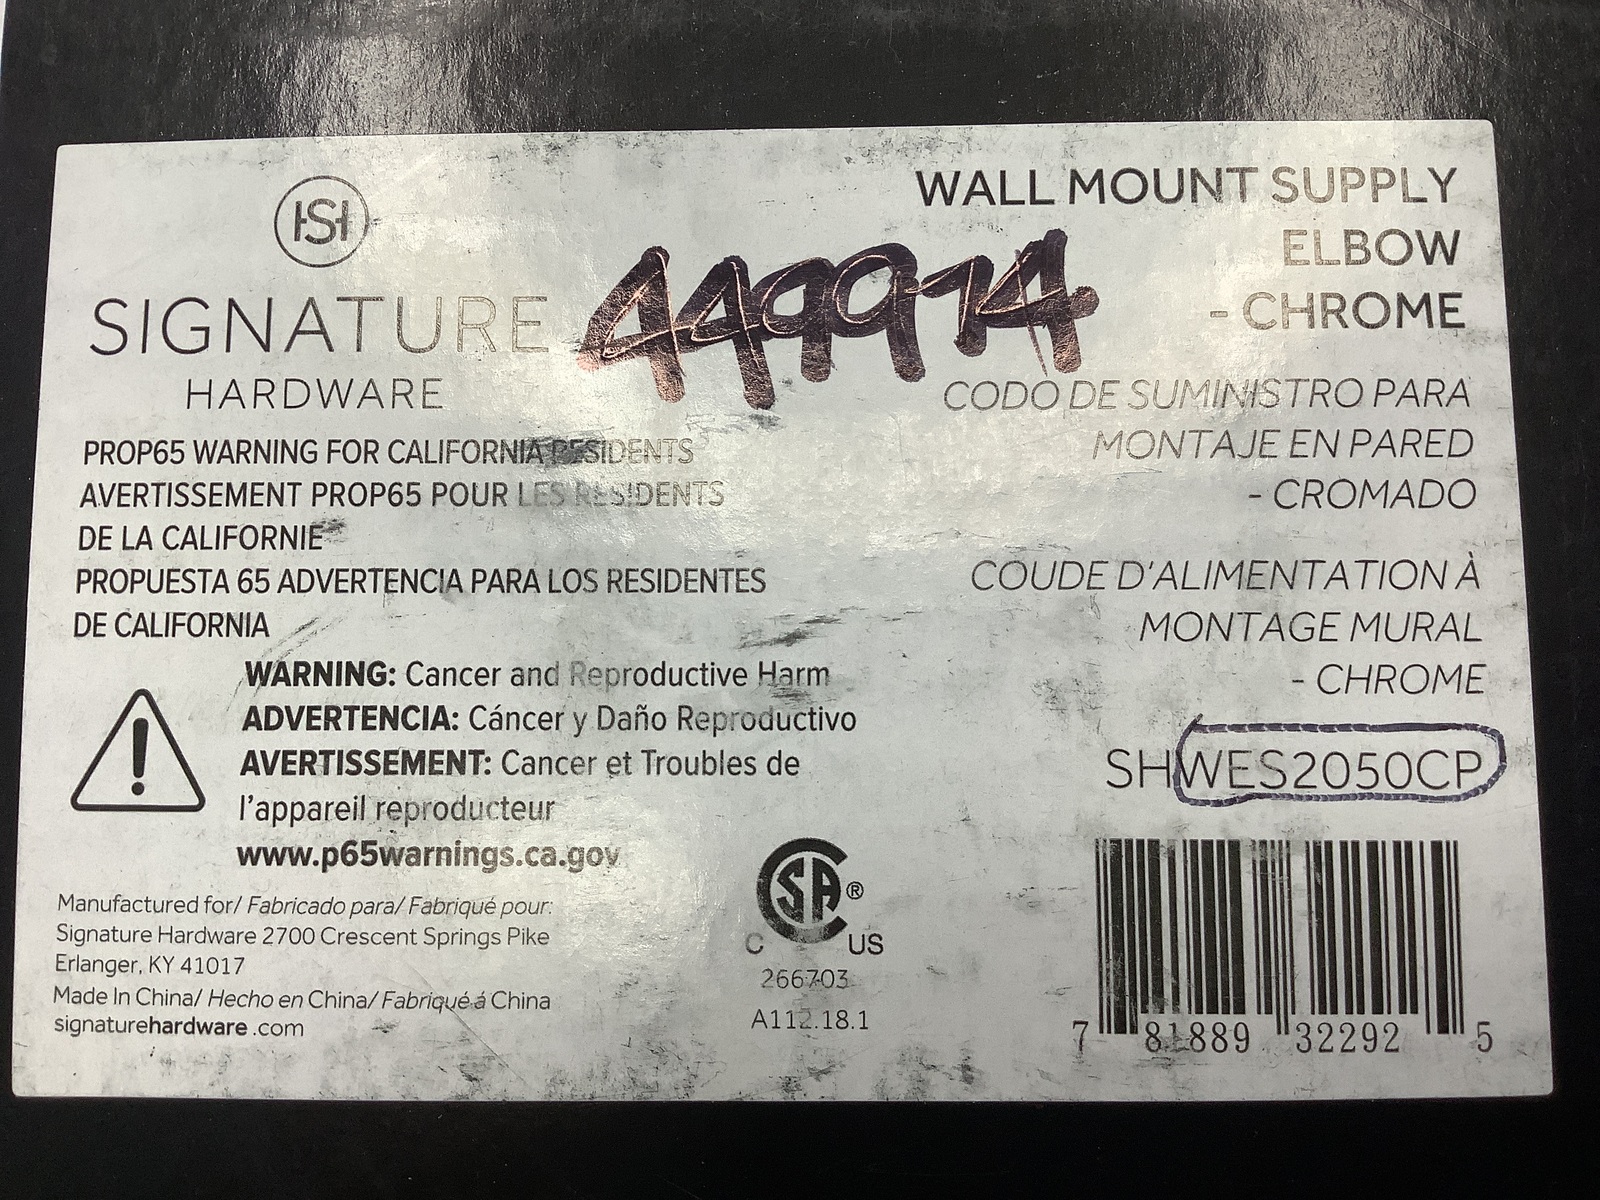 HS
SIGNATURE
HARDWARE
449974
WALL MOUNT SUPPLY
ELBOW
- CHROME
CODO DE SUMINISTRO PARA
MONTAJE EN PARED
- CROMADO
COUDE D'ALIMENTATION À
MONTAGE MURAL
- CHROME
SHWES2050CP
PROP65 WARNING FOR CALIFORNIA RESIDENTS
AVERTISSEMENT PROP65 POUR LES RESIDENTS
DE LA CALIFORNIE
PROPUESTA 65 ADVERTENCIA PARA LOS RESIDENTES
DE CALIFORNIA
WARNING: Cancer and Reproductive Harm
ADVERTENCIA: Cáncer y Daño Reproductivo
AVERTISSEMENT: Cancer et Troubles de
l'appareil reproducteur
www.p65warnings.ca.gov
Manufactured for/ Fabricado para/ Fabriqué pour:
Signature Hardware 2700 Crescent Springs Pike
Erlanger, KY 41017
Made In China/ Hecho en China/ Fabriqué á China
signaturehardware.com
CSA®
C US
266703
A112.18.1
7 81889 32292 5